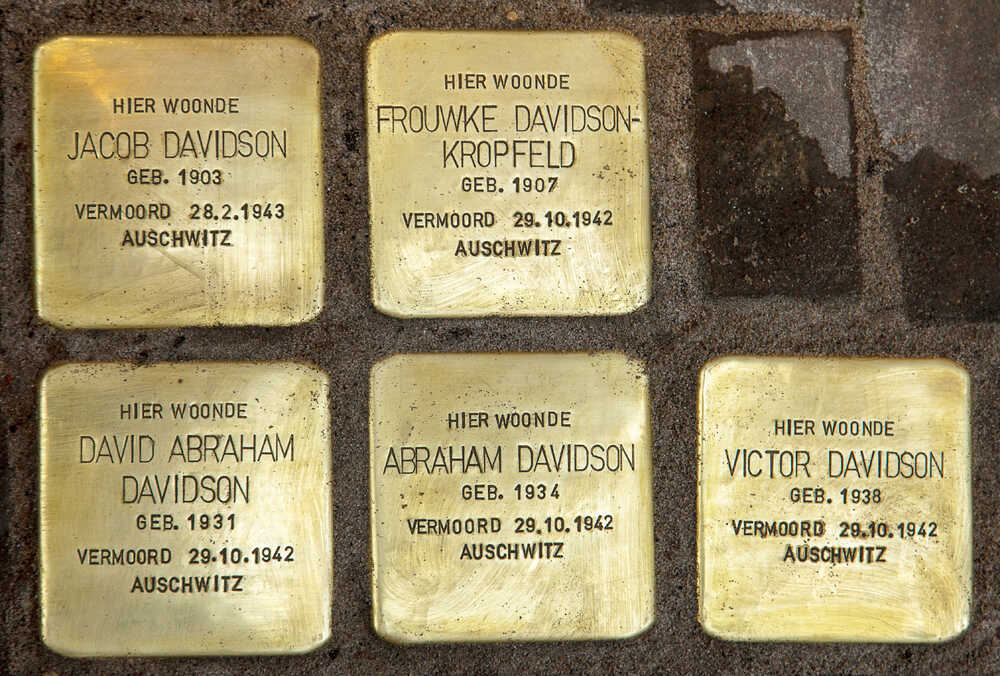 HIER WOONDE
JACOB DAVIDSON
GEB. 1903
VERMOORD 28.2.1943
AUSCHWITZ
HIER WOONDE
FROUWKE DAVIDSON-
KROPFELD
GEB. 1907
VERMOORD 29.10.1942
AUSCHWITZ
HIER WOONDE
DAVID ABRAHAM
DAVIDSON
GEB. 1931
VERMOORD 29.10.1942
AUSCHWITZ
HIER WOONDE
ABRAHAM DAVIDSON
GEB. 1934
VERMOORD 29.10.1942
AUSCHWITZ
HIER WOONDE
VICTOR DAVIDSON
GEB. 1938
VERMOORD 29.10.1942
AUSCHWITZ